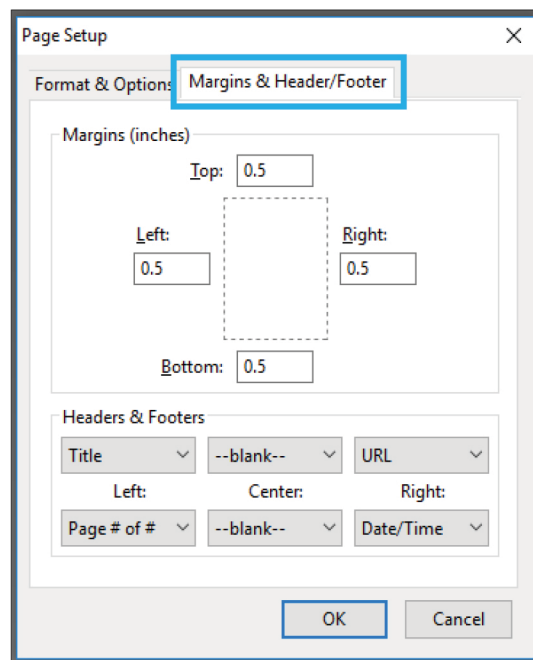 Page Setup
Format & Options Margins & Header/Footer
Margins (inches)
Top: 0.5
Left: Right:
0.5 0.5
Bottom: 0.5
Headers & Footers
Title --blank-- URL
Left: Center: Right:
Page # of # --blank-- Date/Time
OK Cancel